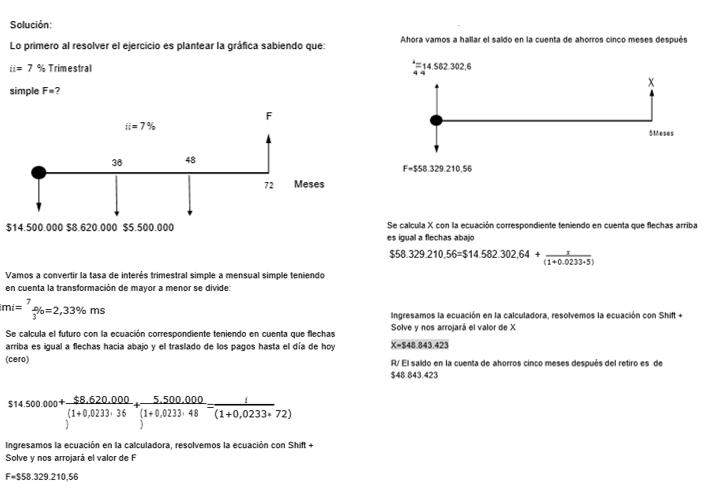 Solución:
Lo primero al resolver el ejercicio es plantear la gráfica sabiendo que:
ii= 7 % Trimestral
simple F=?
ii= 7%
F
36
48
72
Meses
$14.500.000 $8.620.000 $5.500.000
Vamos a convertir la tasa de interés trimestral simple a mensual simple teniendo
en cuenta la transformación de mayor a menor se divide:
imi= 7
3 %=2,33% ms
Se calcula el futuro con la ecuación correspondiente teniendo en cuenta que flechas
arriba es igual a flechas hacia abajo y el traslado de los pagos hasta el día de hoy
(cero)
$14.500.000+ $8.620.000 + 5.500.000 = i
(1+0,0233· 36 (1+0,0233· 48 (1+0,0233* 72)
) )
Ingresamos la ecuación en la calculadora, resolvemos la ecuación con Shift +
Solve y nos arrojará el valor de F
F=$58.329.210,56
Ahora vamos a hallar el saldo en la cuenta de ahorros cinco meses después
=14.582.302,6
4 4
X
5Meses
F=$58.329.210,56
Se calcula X con la ecuación correspondiente teniendo en cuenta que flechas arriba
es igual a flechas abajo
$58.329.210,56=$14.582.302,64 + x
(1+0.0233*5)
Ingresamos la ecuación en la calculadora, resolvemos la ecuación con Shift +
Solve y nos arrojará el valor de X
X=$48.843.423
R/ El saldo en la cuenta de ahorros cinco meses después del retiro es de
$48.843.423